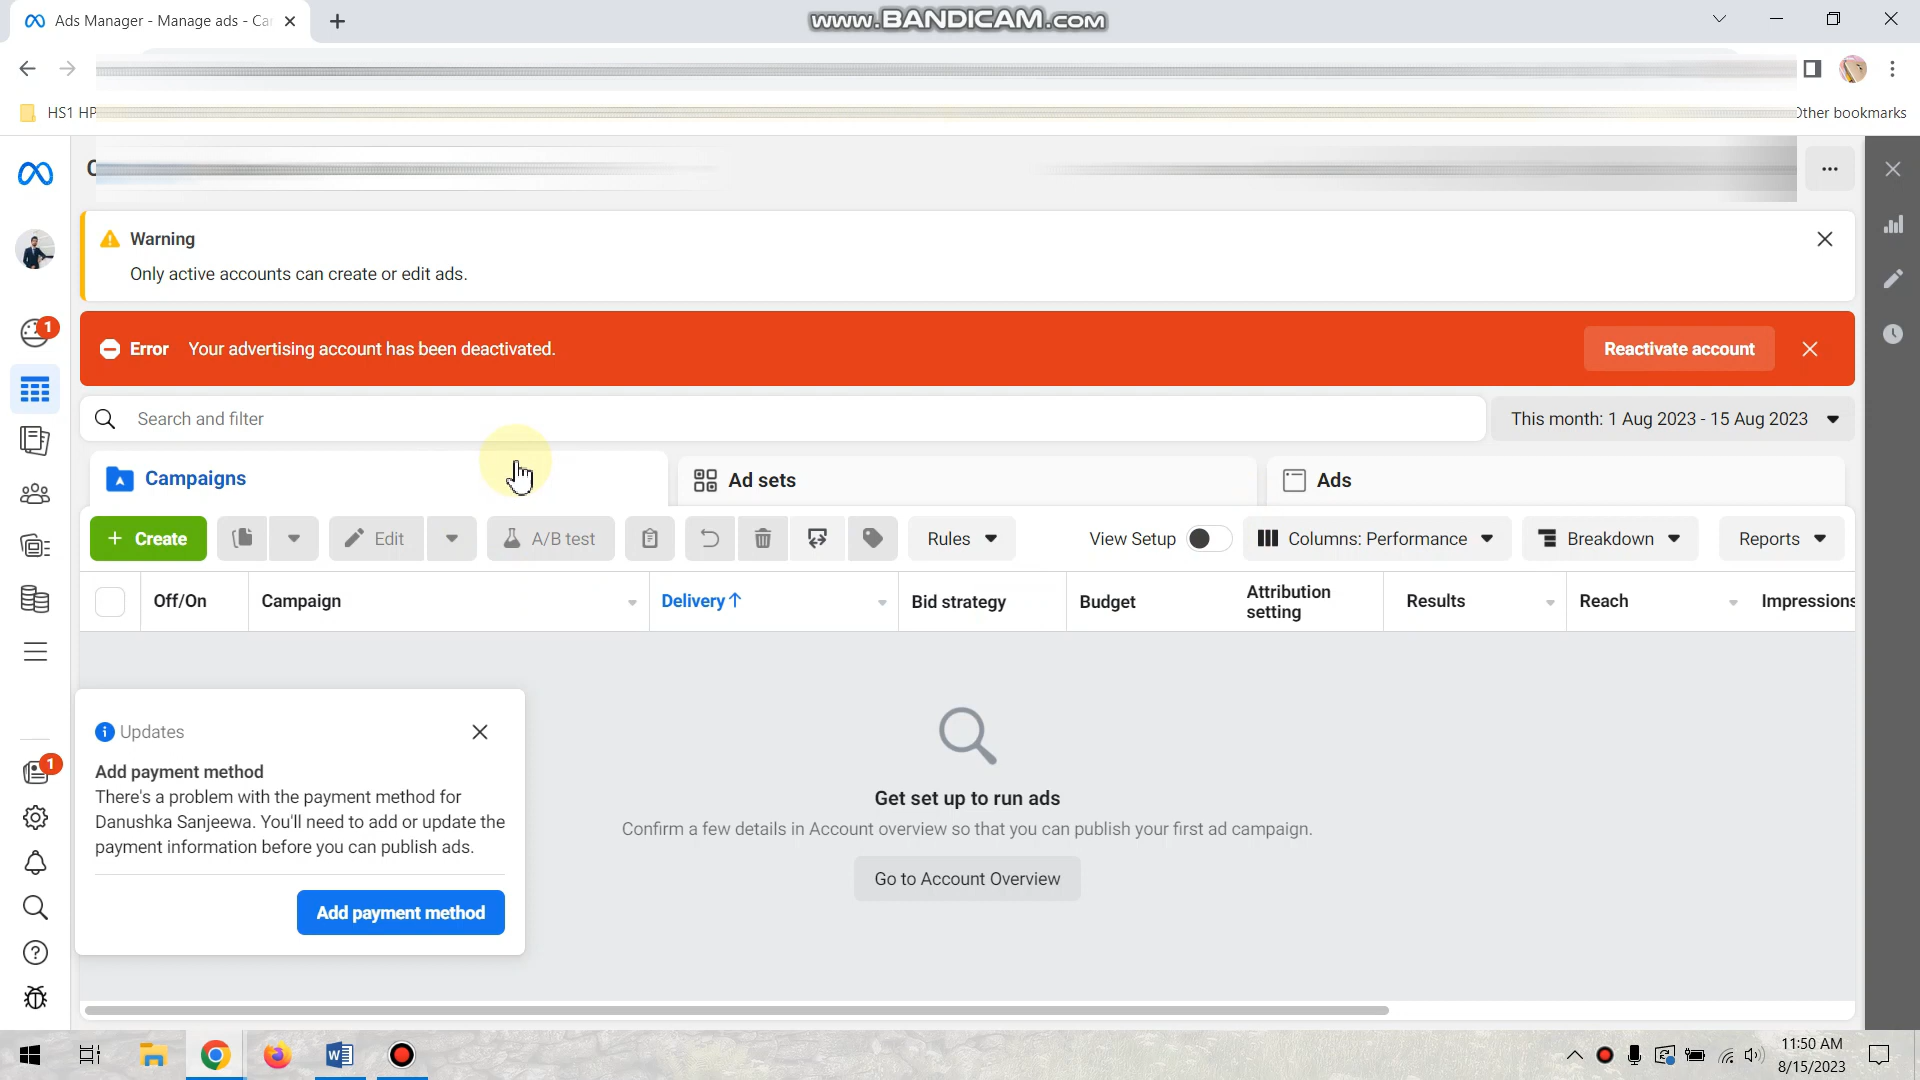 Ads Manager - Manage ads - Ca
www.BANDICAM.com
HS1 HP
Other bookmarks
C
Warning
Only active accounts can create or edit ads.
Error Your advertising account has been deactivated.
Reactivate account
Search and filter
This month: 1 Aug 2023 - 15 Aug 2023
Campaigns
Ad sets
Ads
+ Create
Edit
A/B test
Rules
View Setup
Columns: Performance
Breakdown
Reports
Off/On
Campaign
Delivery↑
Bid strategy
Budget
Attribution
setting
Results
Reach
Impressions
1
Updates
Add payment method
There's a problem with the payment method for
Danushka Sanjeewa. You'll need to add or update the
payment information before you can publish ads.
Add payment method
Get set up to run ads
Confirm a few details in Account overview so that you can publish your first ad campaign.
Go to Account Overview
1
11:50 AM
8/15/2023